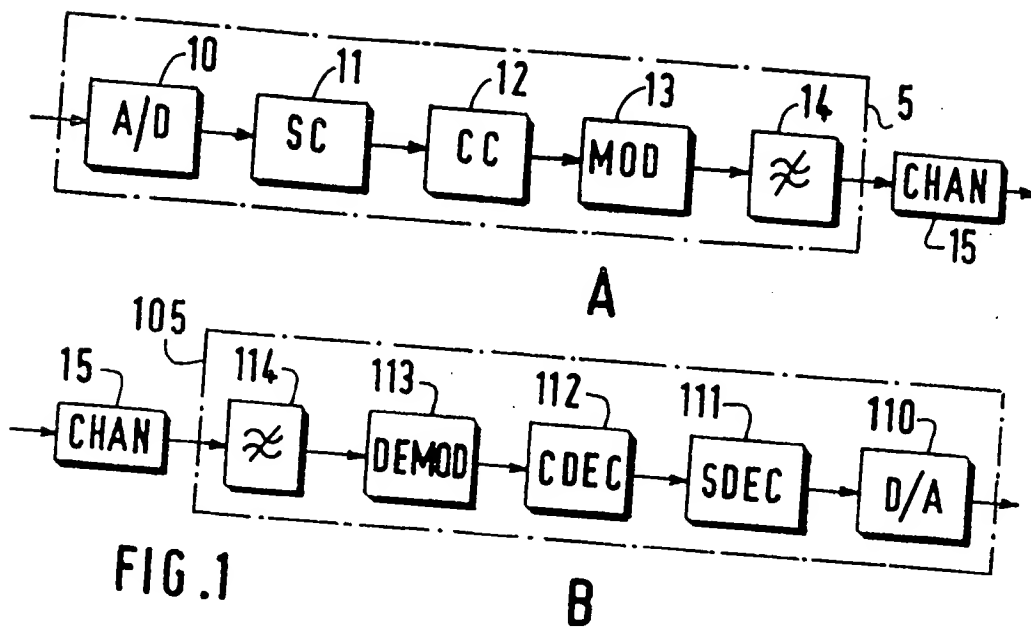 10 11 12 13 14 5
A/D SC CC MOD CHAN
15
A
105
15 114 113 112 111 110
CHAN DEMOD CDEC SDEC D/A
FIG.1 B